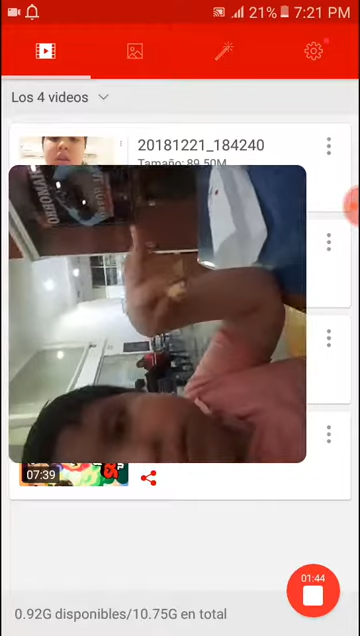 21% 7:21 PM
Los 4 videos
20181221_184240
Tamaño: 89,50M
07:39
01:44
0.92G disponibles/10.75G en total